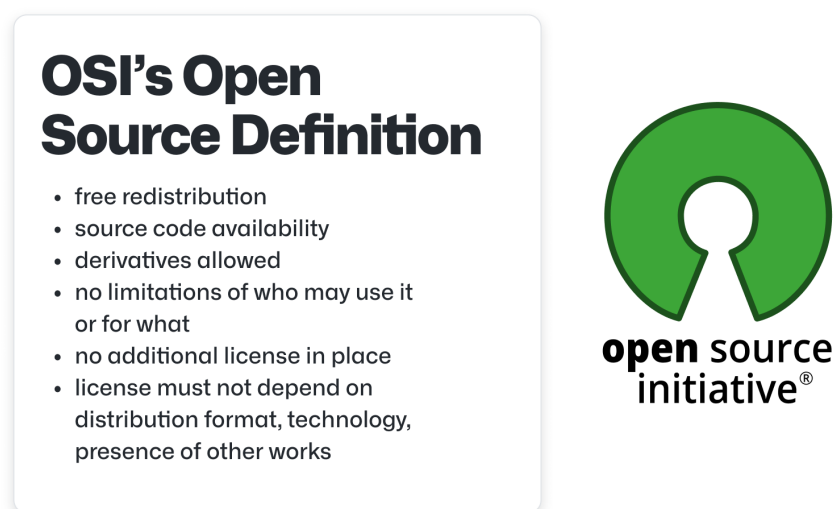 OSI’s Open
Source Definition
• free redistribution
• source code availability
• derivatives allowed
• no limitations of who may use it
or for what
• no additional license in place
• license must not depend on
distribution format, technology,
presence of other works
open source
initiative®